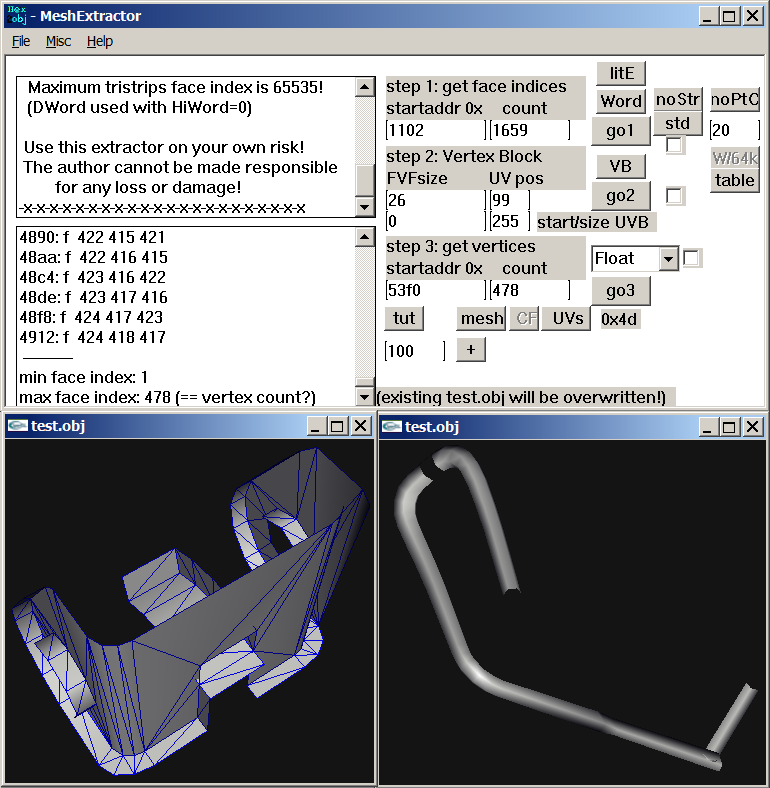 Hex
obj - MeshExtractor
File Misc Help
Maximum tristrips face index is 65535!
(DWord used with HiWord=0)
Use this extractor on your own risk!
The author cannot be made responsible
for any loss or damage!
-x-x-x-x-x-x-x-x-x-x-x-x-x-x-x-x-x-x-x-x-x-x
4890: f 422 415 421
48aa: f 422 416 415
48c4: f 423 416 422
48de: f 423 417 416
48f8: f 424 417 423
4912: f 424 418 417
min face index: 1
max face index: 478 (== vertex count?)
litE
step 1: get face indices
Word
noStr
noPtC
startaddr 0x count
1102 1659
go1
std
20
step 2: Vertex Block
VB
W/64k
FVFsize UV pos
table
26 99
go2
0 255 start/size UVB
step 3: get vertices
startaddr 0x count
Float
53f0 478
go3
tut mesh CF UVs 0x4d
100 +
(existing test.obj will be overwritten!)
test.obj
test.obj